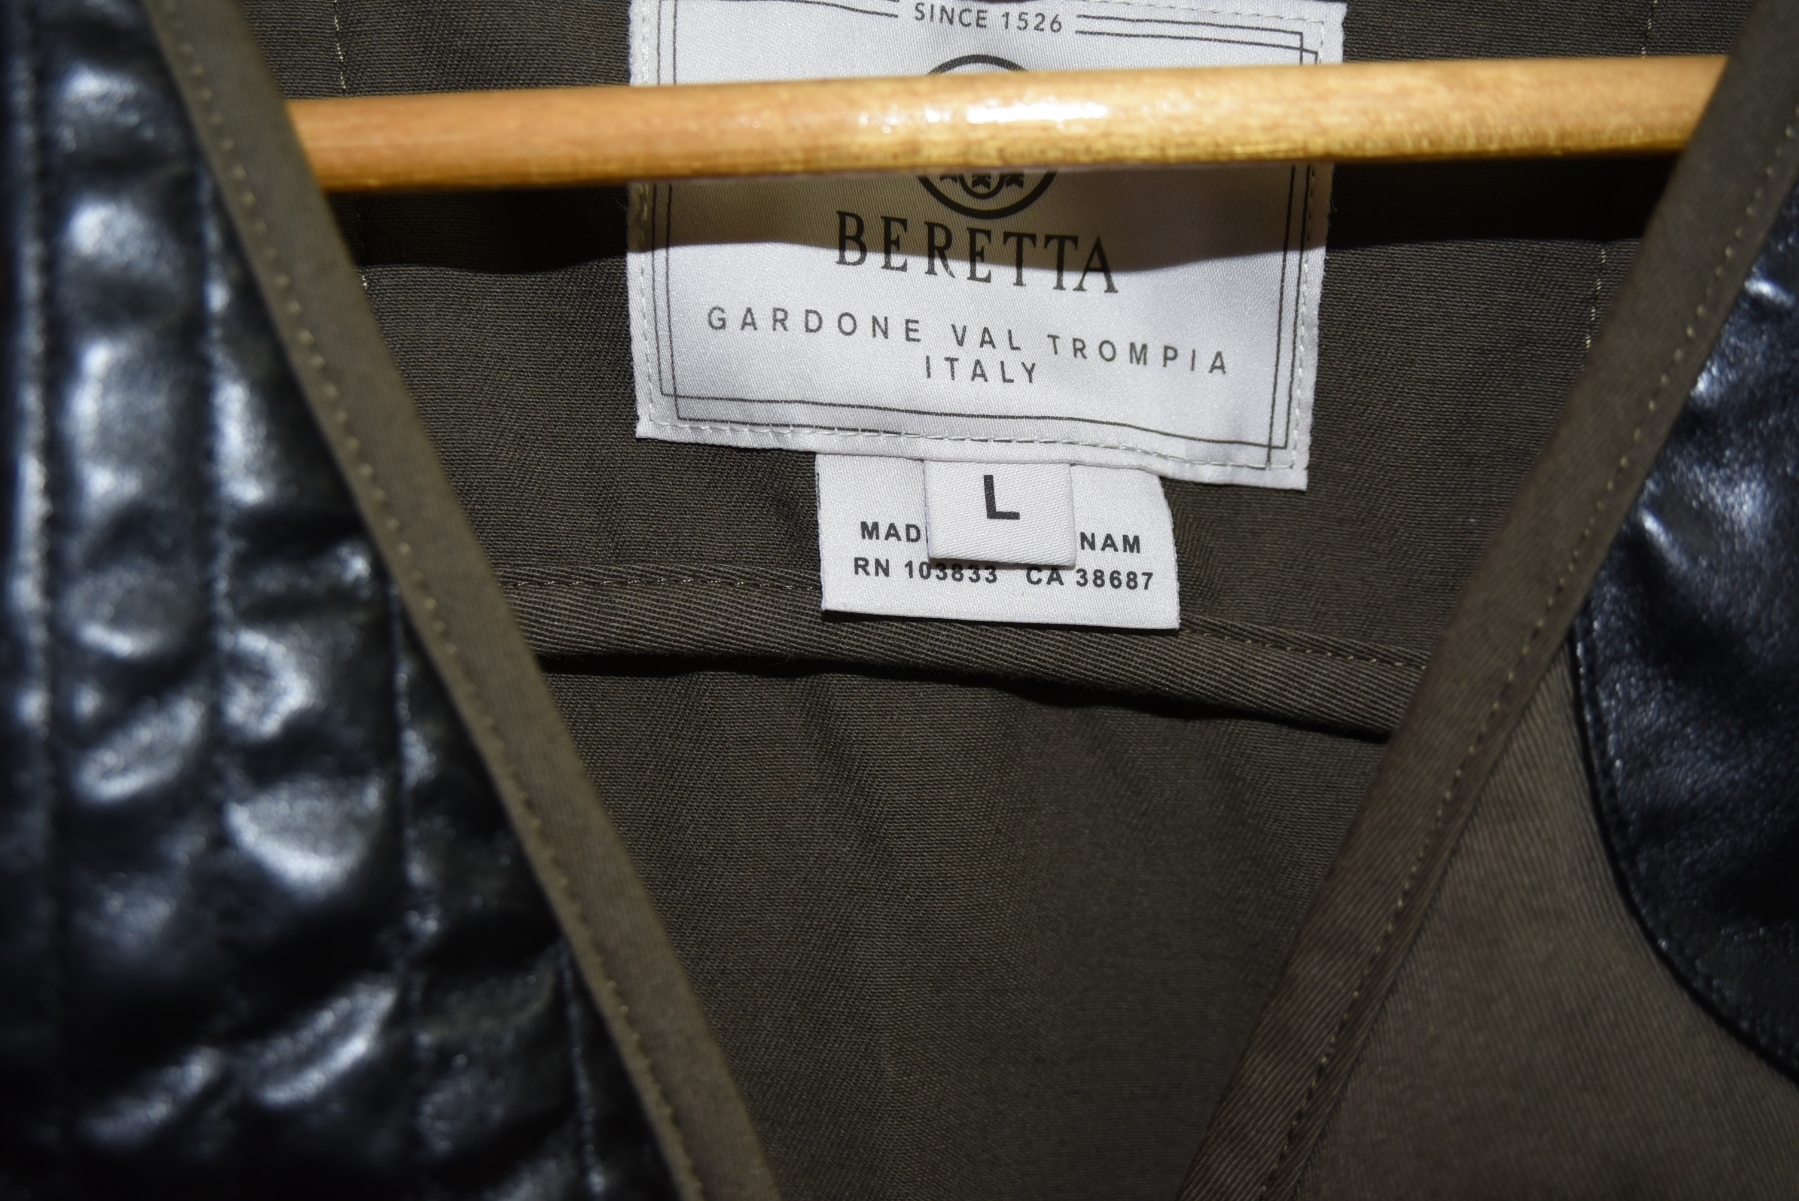 SINCE 1526
BERETTA
GARDONE VAL TROMPIA
ITALY
L
MAD NAM
RN 103833 CA 38687